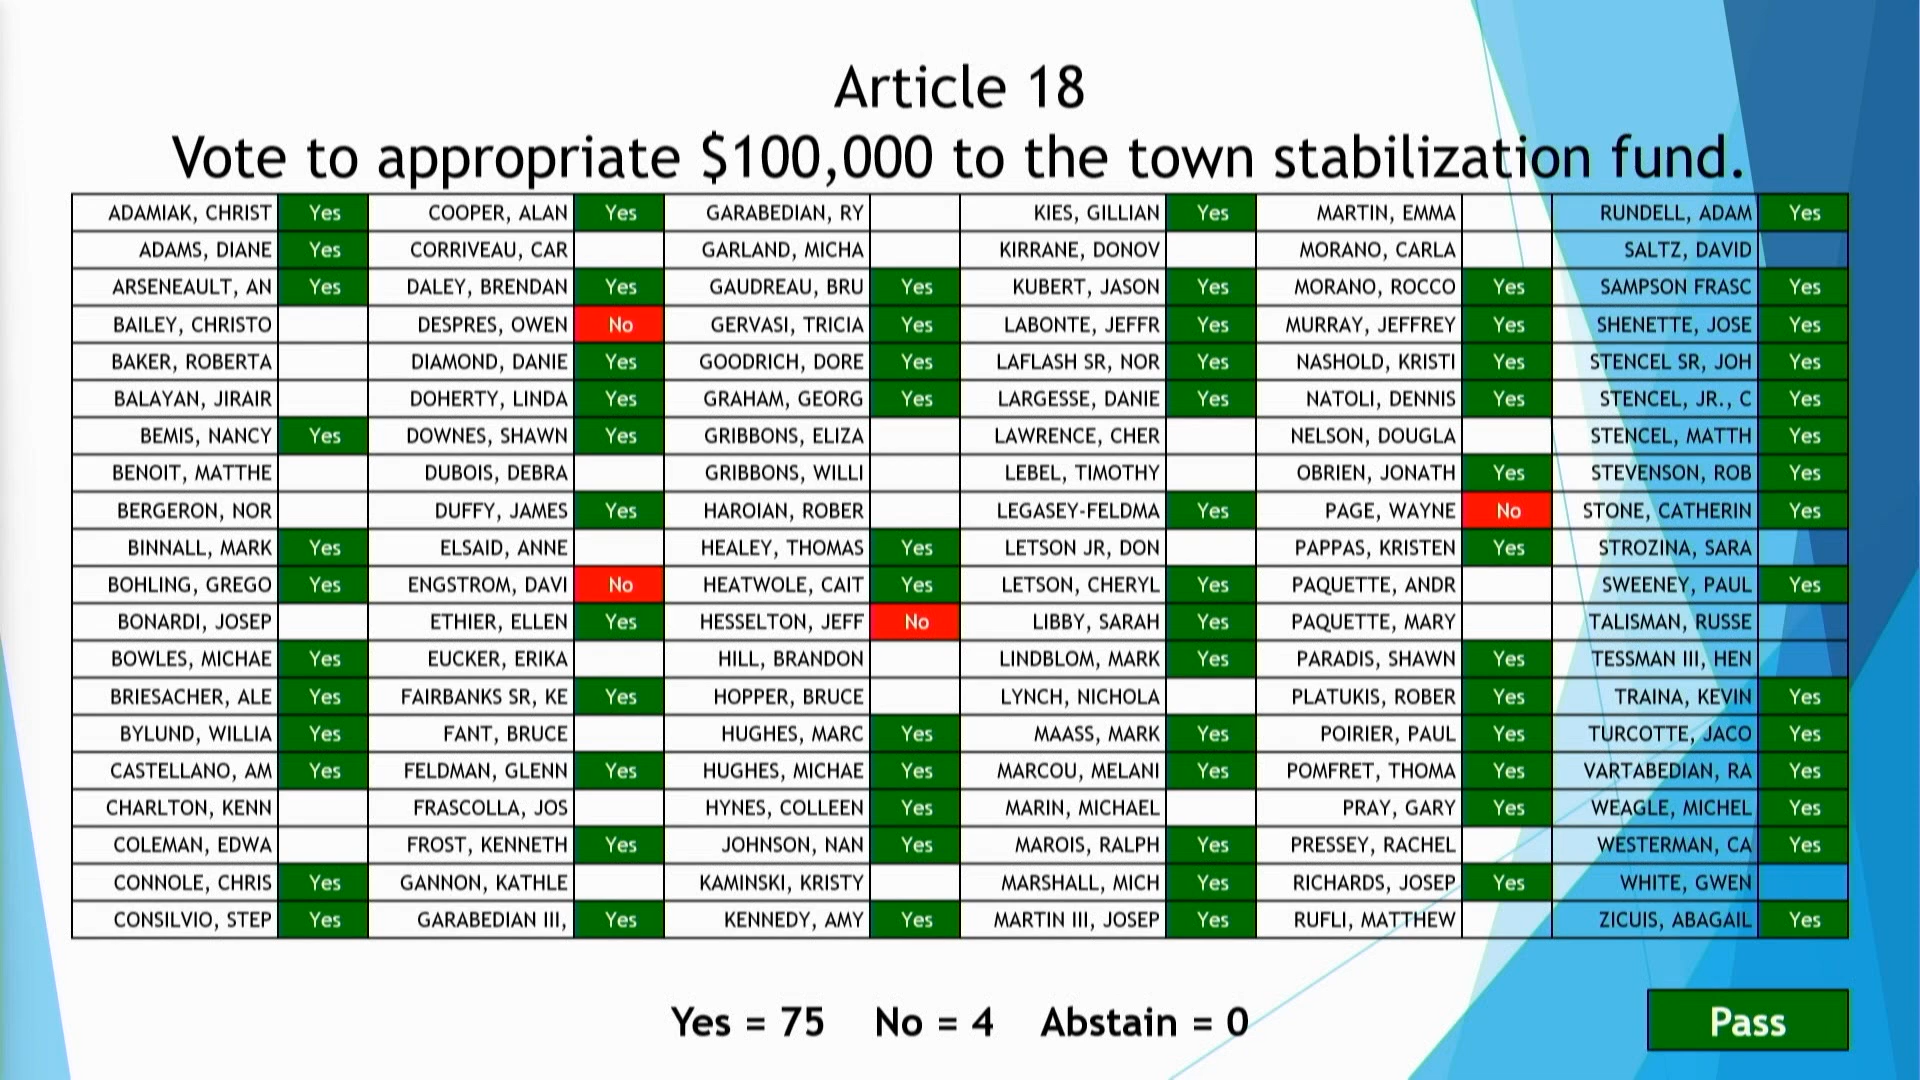 Article 18
Vote to appropriate $100,000 to the town stabilization fund.
ADAMIAK, CHRIST Yes COOPER, ALAN Yes GARABEDIAN, RY KIES, GILLIAN Yes MARTIN, EMMA RUNDELL, ADAM Yes
ADAMS, DIANE Yes CORRIVEAU, CAR GARLAND, MICHA KIRRANE, DONOV MORANO, CARLA SALTZ, DAVID
ARSENEAULT, AN Yes DALEY, BRENDAN Yes GAUDREAU, BRU Yes KUBERT, JASON Yes MORANO, ROCCO Yes SAMPSON FRASC Yes
BAILEY, CHRISTO DESPRES, OWEN No GERVASI, TRICIA Yes LABONTE, JEFFR Yes MURRAY, JEFFREY Yes SHENETTE, JOSE Yes
BAKER, ROBERTA DIAMOND, DANIE Yes GOODRICH, DORE Yes LAFLASH SR, NOR Yes NASHOLD, KRISTI Yes STENCEL SR, JOH Yes
BALAYAN, JIRAIR DOHERTY, LINDA Yes GRAHAM, GEORG Yes LARGESSE, DANIE Yes NATOLI, DENNIS Yes STENCEL, JR., C Yes
BEMIS, NANCY Yes DOWNES, SHAWN Yes GRIBBONS, ELIZA LAWRENCE, CHER NELSON, DOUGLA STENCEL, MATTH Yes
BENOIT, MATTHE DUBOIS, DEBRA GRIBBONS, WILLI LEBEL, TIMOTHY OBRIEN, JONATH Yes STEVENSON, ROB Yes
BERGERON, NOR DUFFY, JAMES Yes HAROIAN, ROBER LEGASEY-FELDMA Yes PAGE, WAYNE No STONE, CATHERIN Yes
BINNALL, MARK Yes ELSAID, ANNE HEALEY, THOMAS Yes LETSON JR, DON PAPPAS, KRISTEN Yes STROZINA, SARA
BOHLING, GREGO Yes ENGSTROM, DAVI No HEATWOLE, CAIT Yes LETSON, CHERYL Yes PAQUETTE, ANDR SWEENEY, PAUL Yes
BONARDI, JOSEP ETHIER, ELLEN Yes HESSELTON, JEFF No LIBBY, SARAH Yes PAQUETTE, MARY TALISMAN, RUSSE
BOWLES, MICHAE Yes EUCKER, ERIKA HILL, BRANDON LINDBLOM, MARK Yes PARADIS, SHAWN Yes TESSMAN III, HEN
BRIESACHER, ALE Yes FAIRBANKS SR, KE Yes HOPPER, BRUCE LYNCH, NICHOLA PLATUKIS, ROBER Yes TRAINA, KEVIN Yes
BYLUND, WILLIA Yes FANT, BRUCE HUGHES, MARC Yes MAASS, MARK Yes POIRIER, PAUL Yes TURCOTTE, JACO Yes
CASTELLANO, AM Yes FELDMAN, GLENN Yes HUGHES, MICHAE Yes MARCOU, MELANI Yes POMFRET, THOMA Yes VARTABEDIAN, RA Yes
CHARLTON, KENN FRASCOLLA, JOS HYNES, COLLEEN Yes MARIN, MICHAEL PRAY, GARY Yes WEAGLE, MICHEL Yes
COLEMAN, EDWA FROST, KENNETH Yes JOHNSON, NAN Yes MAROIS, RALPH Yes PRESSEY, RACHEL WESTERMAN, CA Yes
CONNOLE, CHRIS Yes GANNON, KATHLE KAMINSKI, KRISTY MARSHALL, MICH Yes RICHARDS, JOSEP Yes WHITE, GWEN
CONSILVIO, STEP Yes GARABEDIAN III, Yes KENNEDY, AMY Yes MARTIN III, JOSEP Yes RUFLI, MATTHEW ZICUIS, ABAGAIL Yes
Yes = 75 No = 4 Abstain = 0
Pass